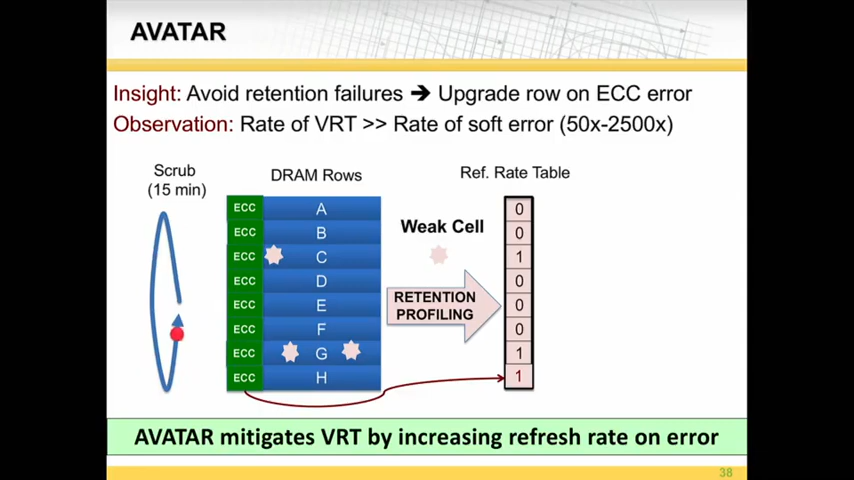 AVATAR
Insight: Avoid retention failures ➔ Upgrade row on ECC error
Observation: Rate of VRT >> Rate of soft error (50x-2500x)
Scrub
(15 min)
DRAM Rows
Ref. Rate Table
ECC A 0
ECC B 0
Weak Cell
ECC C 1
ECC D 0
RETENTION
PROFILING
ECC E 0
ECC F 0
ECC G 1
ECC H 1
AVATAR mitigates VRT by increasing refresh rate on error
38